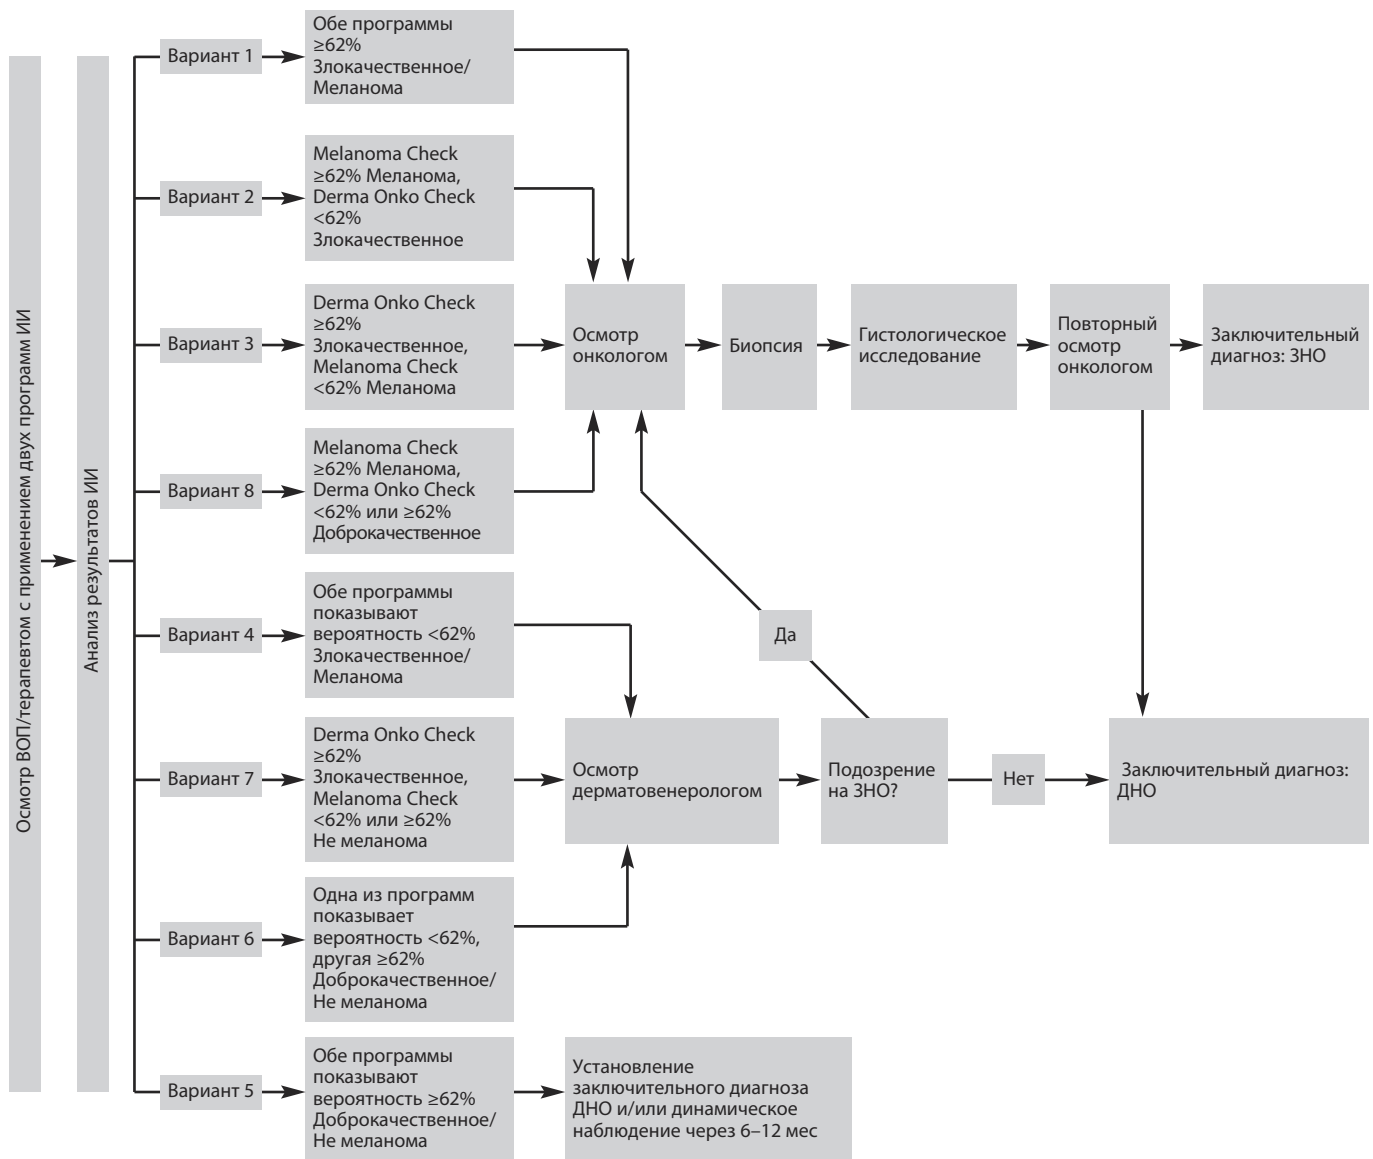 Осмотр ВОП/терапевтом с применением двух программ ИИ
Анализ результатов ИИ
Вариант 1
Обе программы
≥62%
Злокачественное/
Меланома
Вариант 2
Melanoma Check
≥62% Меланома,
Derma Onko Check
<62%
Злокачественное
Вариант 3
Derma Onko Check
≥62%
Злокачественное,
Melanoma Check
<62% Меланома
Осмотр
онкологом
Биопсия
Гистологическое
исследование
Повторный
осмотр
онкологом
Заключительный
диагноз: ЗНО
Вариант 8
Melanoma Check
≥62% Меланома,
Derma Onko Check
<62% или ≥62%
Доброкачественное
Вариант 4
Обе программы
показывают
вероятность <62%
Злокачественное/
Меланома
Да
Вариант 7
Derma Onko Check
≥62%
Злокачественное,
Melanoma Check
<62% или ≥62%
Не меланома
Осмотр
дерматовенерологом
Подозрение
на ЗНО?
Нет
Заключительный диагноз:
ДНО
Вариант 6
Одна из программ
показывает
вероятность <62%,
другая ≥62%
Доброкачественное/
Не меланома
Вариант 5
Обе программы
показывают
вероятность ≥62%
Доброкачественное/
Не меланома
Установление
заключительного диагноза
ДНО и/или динамическое
наблюдение через 6–12 мес